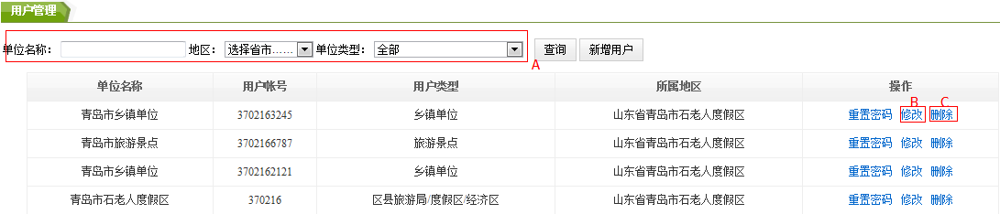 用户管理
单位名称： 地区： 选择省市…… 单位类型： 全部 查询 新增用户
A
单位名称 用户帐号 用户类型 所属地区 操作
B C
青岛市乡镇单位 3702163245 乡镇单位 山东省青岛市石老人度假区 重置密码 修改 删除
青岛市旅游景点 3702166787 旅游景点 山东省青岛市石老人度假区 重置密码 修改 删除
青岛市乡镇单位 3702162121 乡镇单位 山东省青岛市石老人度假区 重置密码 修改 删除
青岛市石老人度假区 370216 区县旅游局/度假区/经济区 山东省青岛市石老人度假区 重置密码 修改 删除